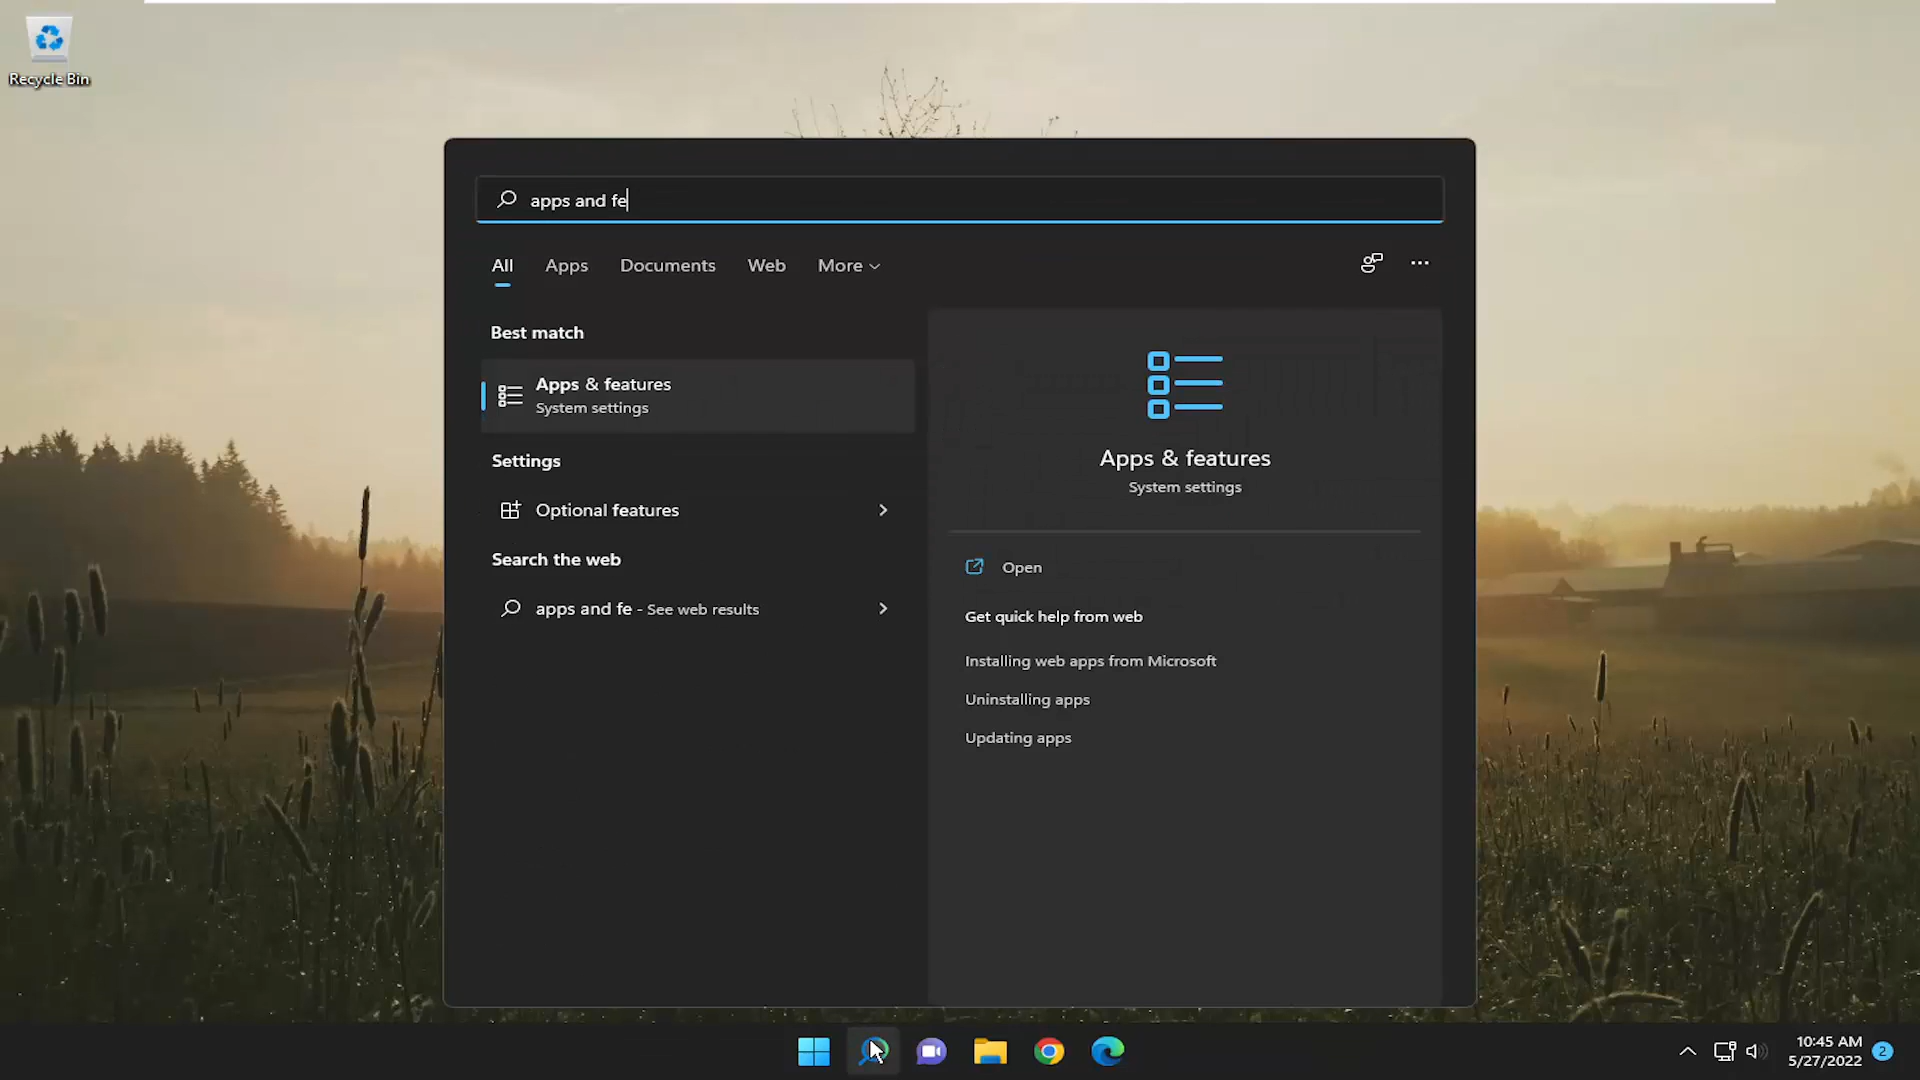 Recycle Bin
apps and fe
All Apps Documents Web More
Best match
Apps & features
System settings
Settings
Optional features
Search the web
apps and fe - See web results
Apps & features
System settings
Open
Get quick help from web
Installing web apps from Microsoft
Uninstalling apps
Updating apps
10:45 AM
5/27/2022
2